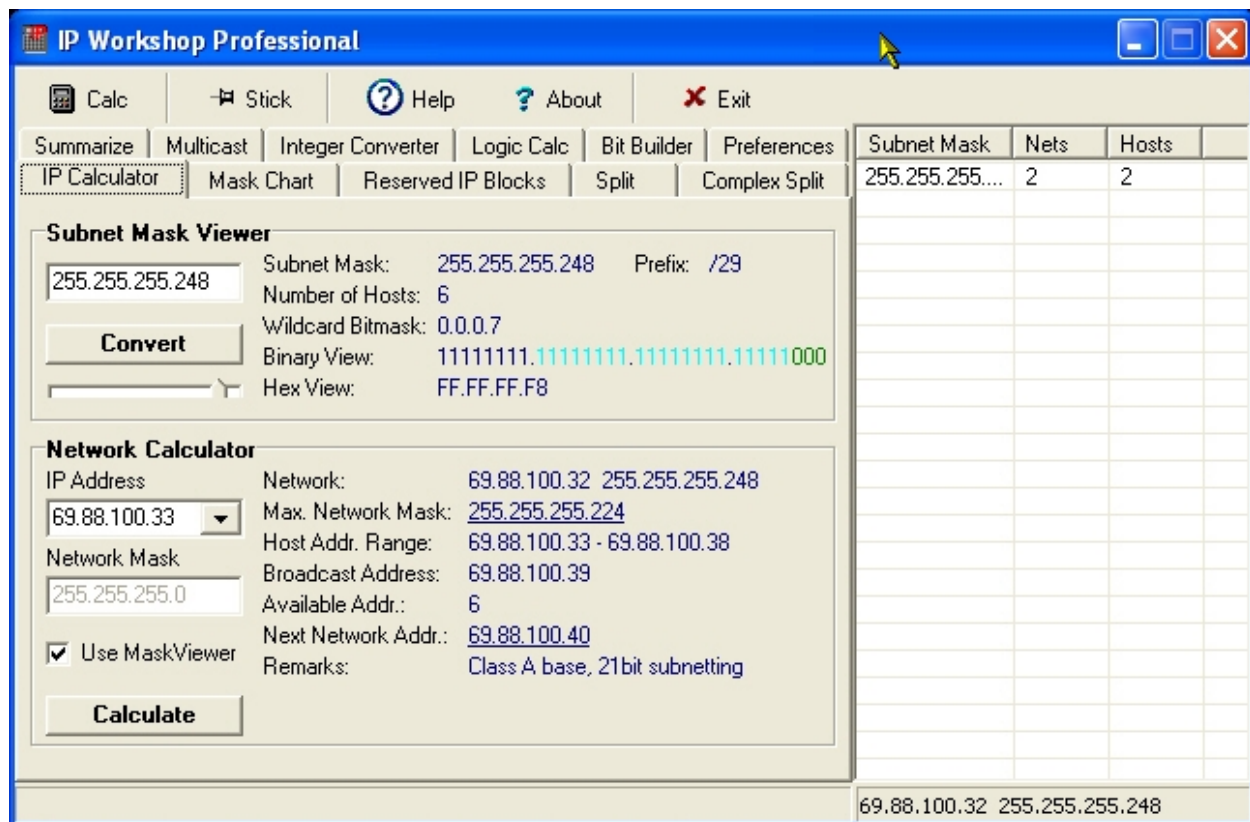 IP Workshop Professional
Calc Stick Help About Exit
Summarize Multicast Integer Converter Logic Calc Bit Builder Preferences
IP Calculator Mask Chart Reserved IP Blocks Split Complex Split
Subnet Mask Viewer
255.255.255.248
Convert
Subnet Mask: 255.255.255.248 Prefix: /29
Number of Hosts: 6
Wildcard Bitmask: 0.0.0.7
Binary View: 11111111.11111111.11111111.11111000
Hex View: FF.FF.FF.F8
Network Calculator
IP Address
69.88.100.33
Network Mask
255.255.255.0
Use MaskViewer
Calculate
Network: 69.88.100.32 255.255.255.248
Max. Network Mask: 255.255.255.224
Host Addr. Range: 69.88.100.33 - 69.88.100.38
Broadcast Address: 69.88.100.39
Available Addr.: 6
Next Network Addr.: 69.88.100.40
Remarks: Class A base, 21bit subnetting
Subnet Mask Nets Hosts
255.255.255.... 2 2
69.88.100.32 255.255.255.248